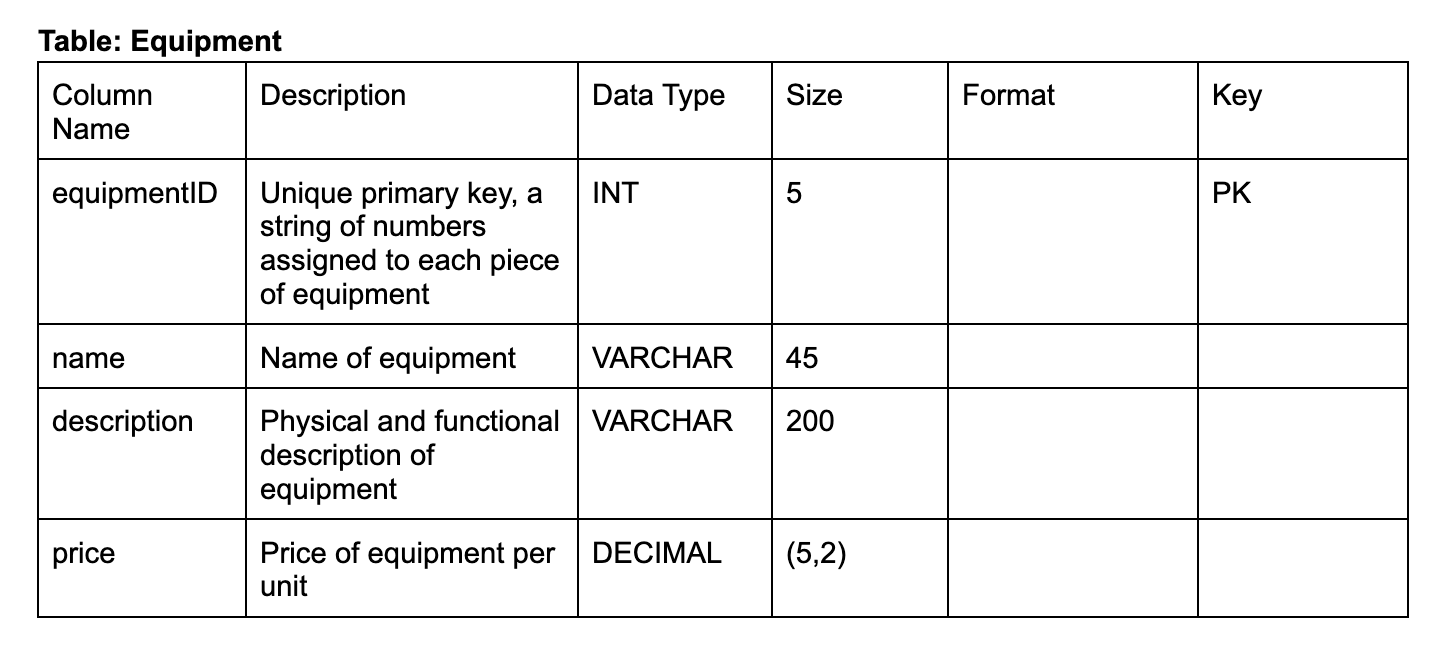 Table: Equipment
Column Name Description Data Type Size Format Key
equipmentID Unique primary key, a string of numbers assigned to each piece of equipment INT 5 PK
name Name of equipment VARCHAR 45
description Physical and functional description of equipment VARCHAR 200
price Price of equipment per unit DECIMAL (5,2)